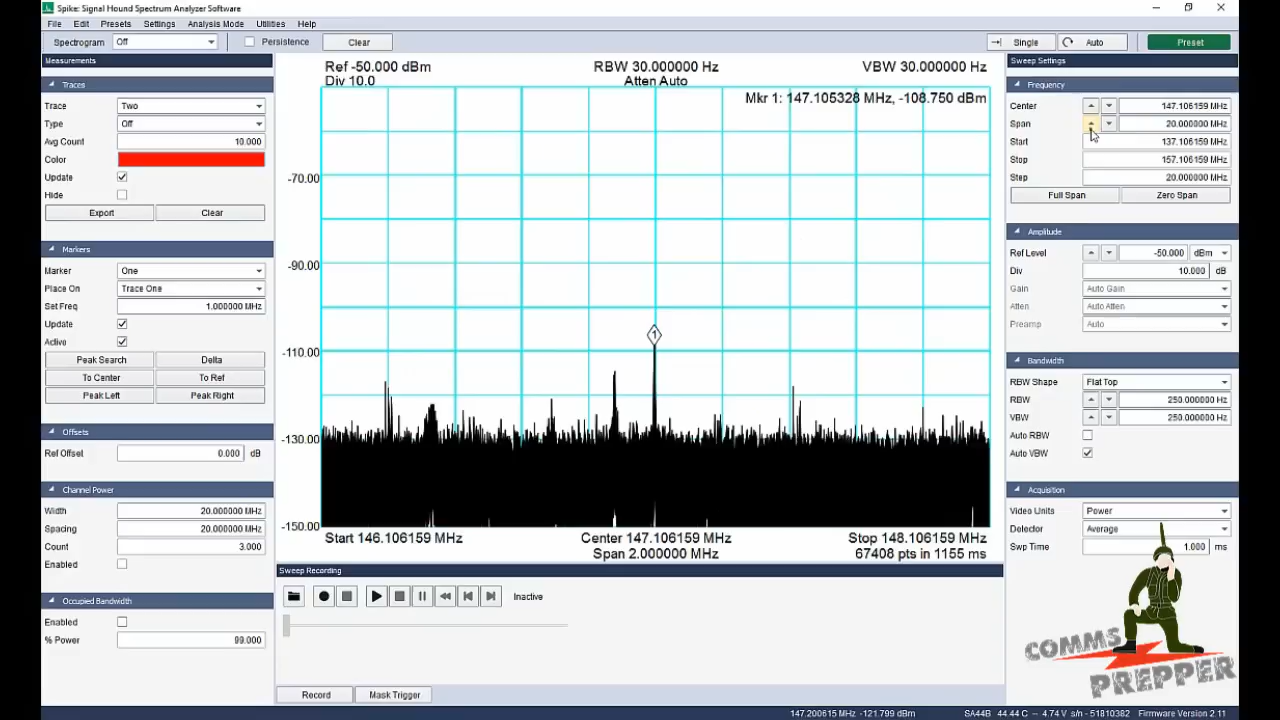 Spike: Signal Hound Spectrum Analyzer Software
File Edit Presets Settings Analysis Mode Utilities Help
Spectrogram Off Persistence Clear Single Auto Preset
Measurements
Traces
Trace Two
Type Off
Avg Count 10.000
Color
Update
Hide
Export Clear
Markers
Marker One
Place On Trace One
Set Freq 1.000000 MHz
Update
Active
Peak Search Delta
To Center To Ref
Peak Left Peak Right
Offsets
Ref Offset 0.000 dB
Channel Power
Width 20.000000 MHz
Spacing 20.000000 MHz
Count 3.000
Enabled
Occupied Bandwidth
Enabled
% Power 99.000
Ref -50.000 dBm RBW 30.000000 Hz VBW 30.000000 Hz
Div 10.0 Atten Auto
Mkr 1: 147.105328 MHz, -108.750 dBm
-70.00
-90.00
1
-110.00
-130.00
-150.00
Start 146.106159 MHz Center 147.106159 MHz Stop 148.106159 MHz
Span 2.000000 MHz 67408 pts in 1155 ms
Sweep Recording
Inactive
Record Mask Trigger
Sweep Settings
Frequency
Center 147.106159 MHz
Span 20.000000 MHz
Start 137.106159 MHz
Stop 157.106159 MHz
Step 20.000000 MHz
Full Span Zero Span
Amplitude
Ref Level -50.000 dBm
Div 10.000 dB
Gain Auto Gain
Atten Auto Atten
Preamp Auto
Bandwidth
RBW Shape Flat Top
RBW 250.000000 Hz
VBW 250.000000 Hz
Auto RBW
Auto VBW
Acquisition
Video Units Power
Detector Average
Swp Time 1.000 ms
COMMS
PREPPER
147.200615 MHz -121.799 dBm SA44B 44.44 C -- 4.74 V s/n - 51810382 Firmware Version 2.11